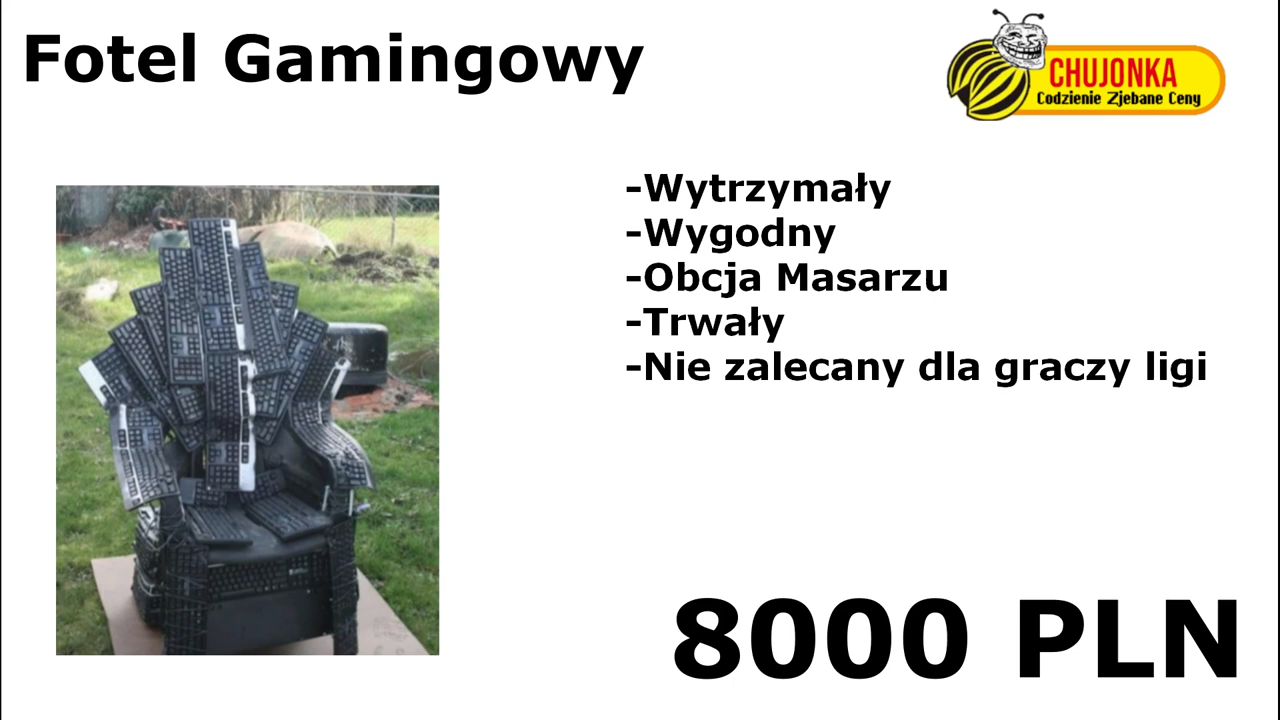 Fotel Gamingowy
CHUJONKA
Codzienie Zjebane Ceny
-Wytrzymały
-Wygodny
-Obcja Masarzu
-Trwały
-Nie zalecany dla graczy ligi
8000 PLN